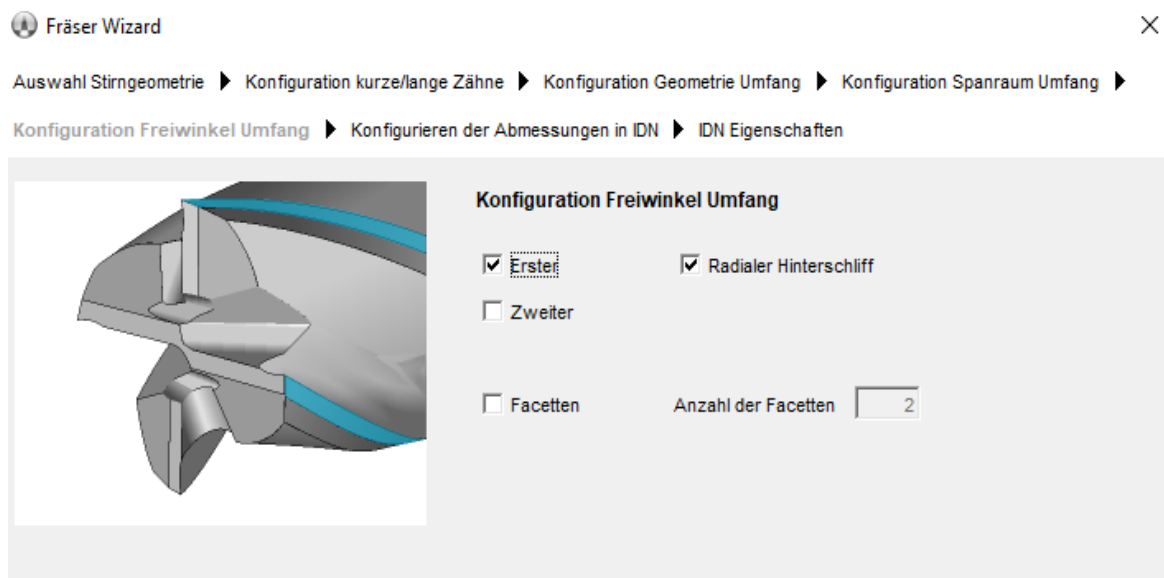 Fräser Wizard
Auswahl Stirngeometrie ▶ Konfiguration kurze/lange Zähne ▶ Konfiguration Geometrie Umfang ▶ Konfiguration Spanraum Umfang ▶
Konfiguration Freiwinkel Umfang ▶ Konfigurieren der Abmessungen in IDN ▶ IDN Eigenschaften
Konfiguration Freiwinkel Umfang
Erster Radialer Hinterschliff
Zweiter
Facetten Anzahl der Facetten 2